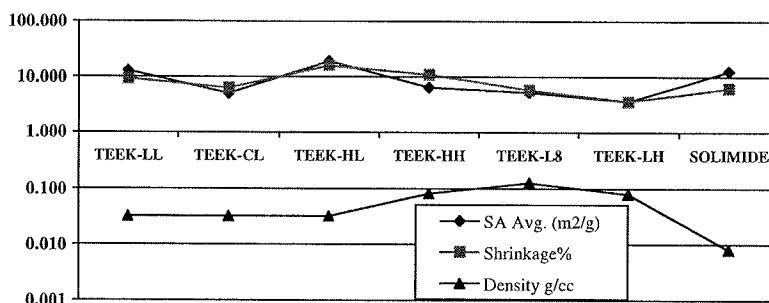 100.000
10.000
1.000
TEEK-LL TEEK-CL TEEK-HL TEEK-HH TEEK-L8 TEEK-LH SOLIMIDE
0.100
0.010
0.001
SA Avg. (m2/g)
Shrinkage%
Density g/cc